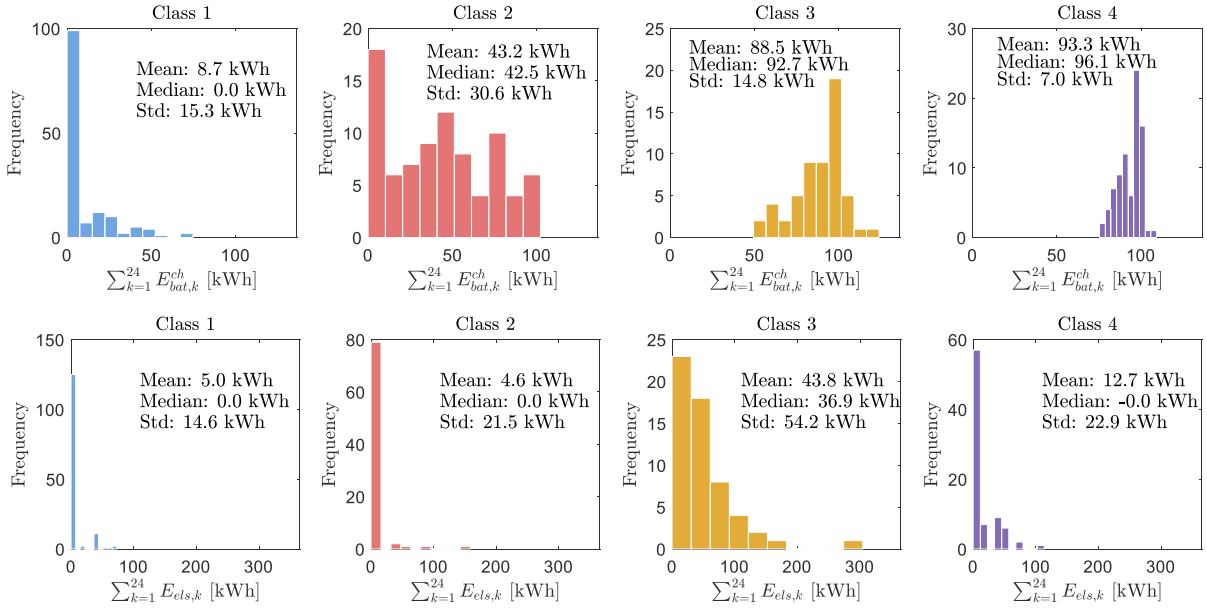 Class 1
100
50
0
Frequency
Mean: 8.7 kWh
Median: 0.0 kWh
Std: 15.3 kWh
0 50 100
∑_{k=1}^{24} E_{bat,k}^{ch} [kWh]
Class 2
20
15
10
5
0
Frequency
Mean: 43.2 kWh
Median: 42.5 kWh
Std: 30.6 kWh
0 50 100
∑_{k=1}^{24} E_{bat,k}^{ch} [kWh]
Class 3
25
20
15
10
5
0
Frequency
Mean: 88.5 kWh
Median: 92.7 kWh
Std: 14.8 kWh
0 50 100
∑_{k=1}^{24} E_{bat,k}^{ch} [kWh]
Class 4
30
20
10
0
Frequency
Mean: 93.3 kWh
Median: 96.1 kWh
Std: 7.0 kWh
0 50 100
∑_{k=1}^{24} E_{bat,k}^{ch} [kWh]
Class 1
150
100
50
0
Frequency
Mean: 5.0 kWh
Median: 0.0 kWh
Std: 14.6 kWh
0 100 200 300
∑_{k=1}^{24} E_{els,k} [kWh]
Class 2
80
60
40
20
0
Frequency
Mean: 4.6 kWh
Median: 0.0 kWh
Std: 21.5 kWh
0 100 200 300
∑_{k=1}^{24} E_{els,k} [kWh]
Class 3
25
20
15
10
5
0
Frequency
Mean: 43.8 kWh
Median: 36.9 kWh
Std: 54.2 kWh
0 100 200 300
∑_{k=1}^{24} E_{els,k} [kWh]
Class 4
60
40
20
0
Frequency
Mean: 12.7 kWh
Median: -0.0 kWh
Std: 22.9 kWh
0 100 200 300
∑_{k=1}^{24} E_{els,k} [kWh]